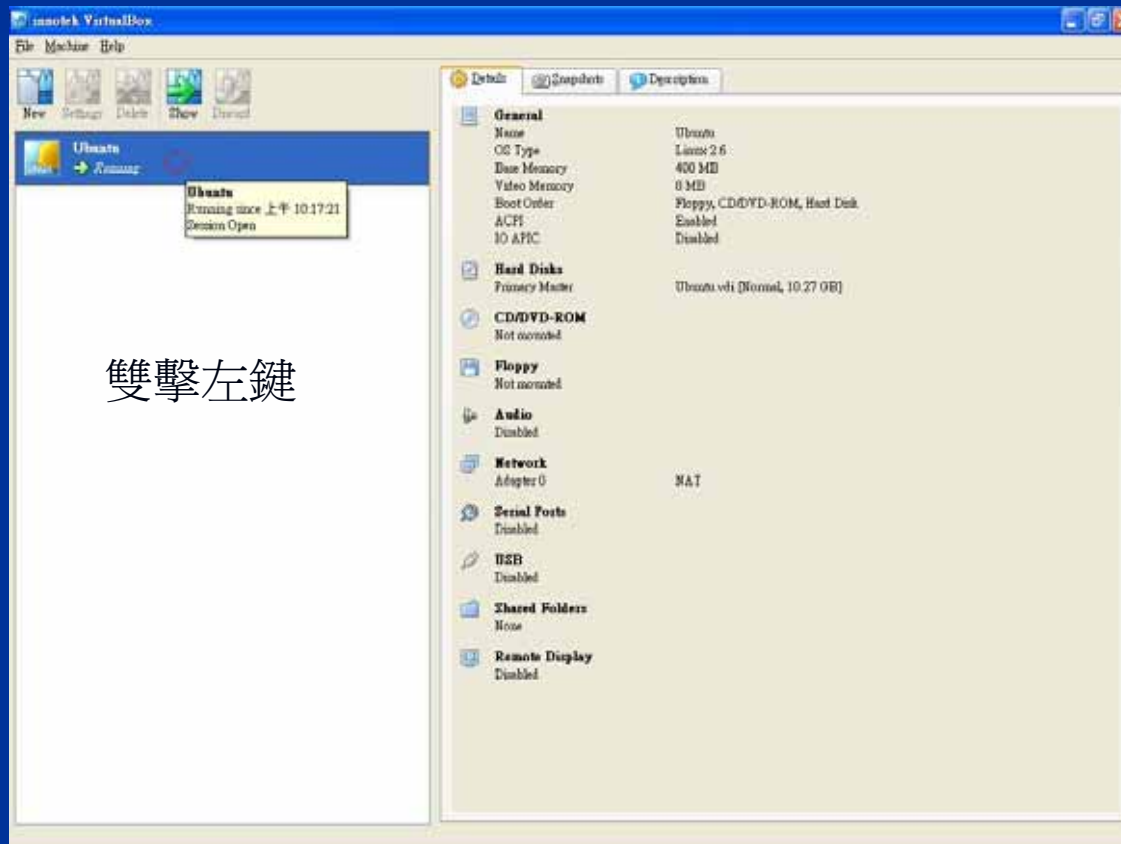 innotek VirtualBox
File Machine Help
New Settings Delete Show Discard
Details Snapshots Description
Ubuntu
Running
Ubuntu
Running since 上午 10:17:21
Session Open
雙擊左鍵
General
Name Ubuntu
OS Type Linux 2.6
Base Memory 400 MB
Video Memory 8 MB
Boot Order Floppy, CD/DVD-ROM, Hard Disk
ACPI Enabled
IO APIC Disabled
Hard Disks
Primary Master Ubuntu.vdi [Normal, 10.27 GB]
CD/DVD-ROM
Not mounted
Floppy
Not mounted
Audio
Disabled
Network
Adapter 0 NAT
Serial Ports
Disabled
USB
Disabled
Shared Folders
None
Remote Display
Disabled